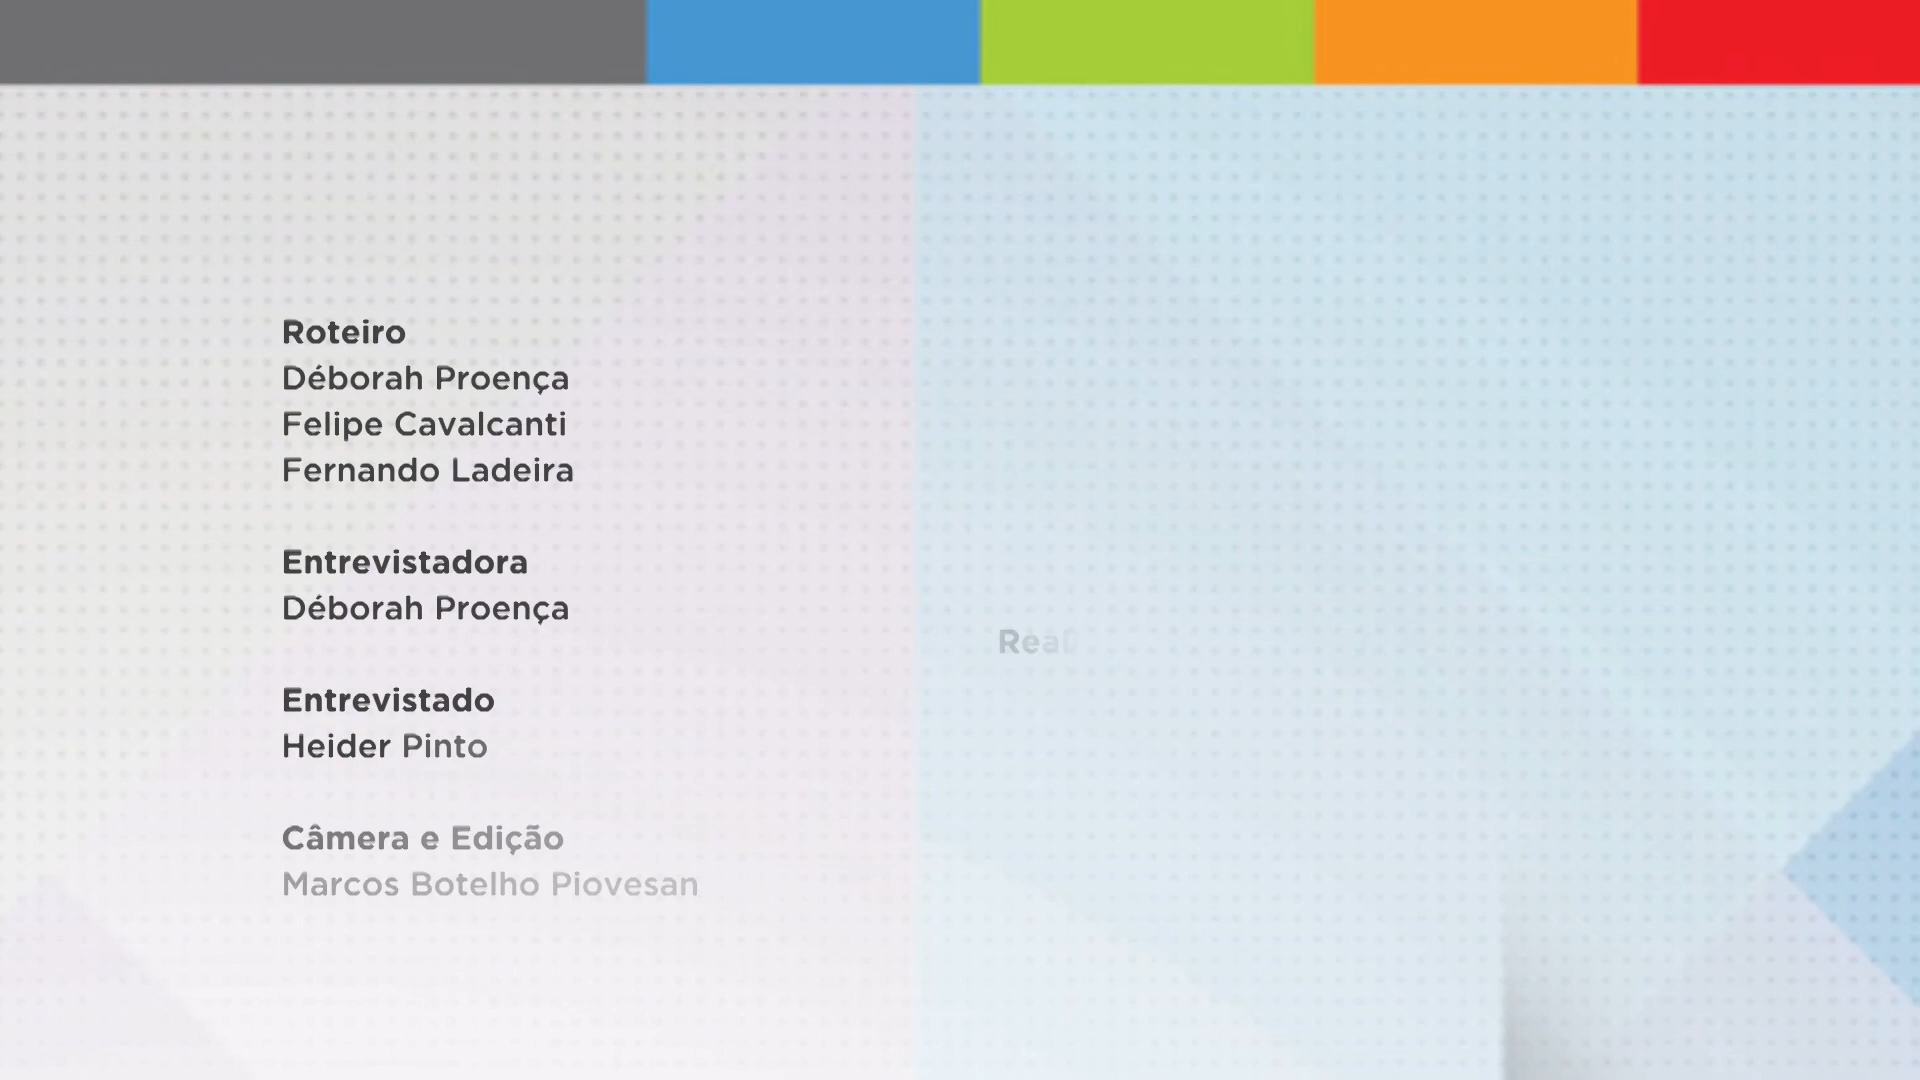 Roteiro
Déborah Proença
Felipe Cavalcanti
Fernando Ladeira
Entrevistadora
Déborah Proença
Entrevistado
Heider Pinto
Câmera e Edição
Marcos Botelho Piovesan